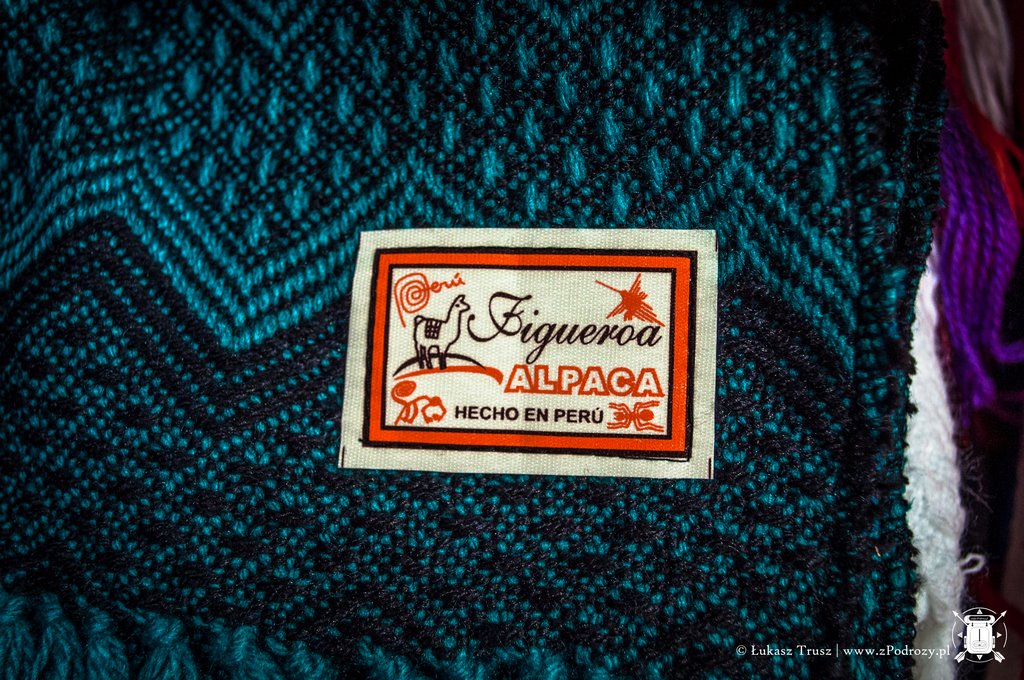 Perú
Figueroa
ALPACA
HECHO EN PERÚ
© Łukasz Trusz | www.zPodrozy.pl